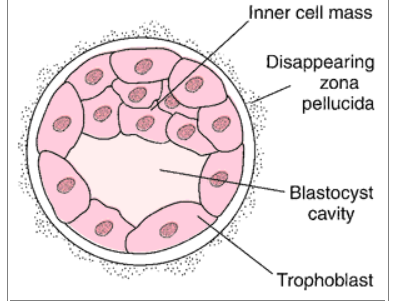 Inner cell mass
Disappearing
zona
pellucida
Blastocyst
cavity
Trophoblast